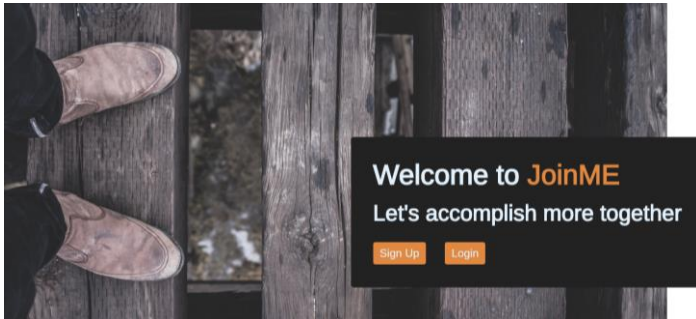 Welcome to JoinME
Let's accomplish more together
Sign Up Login